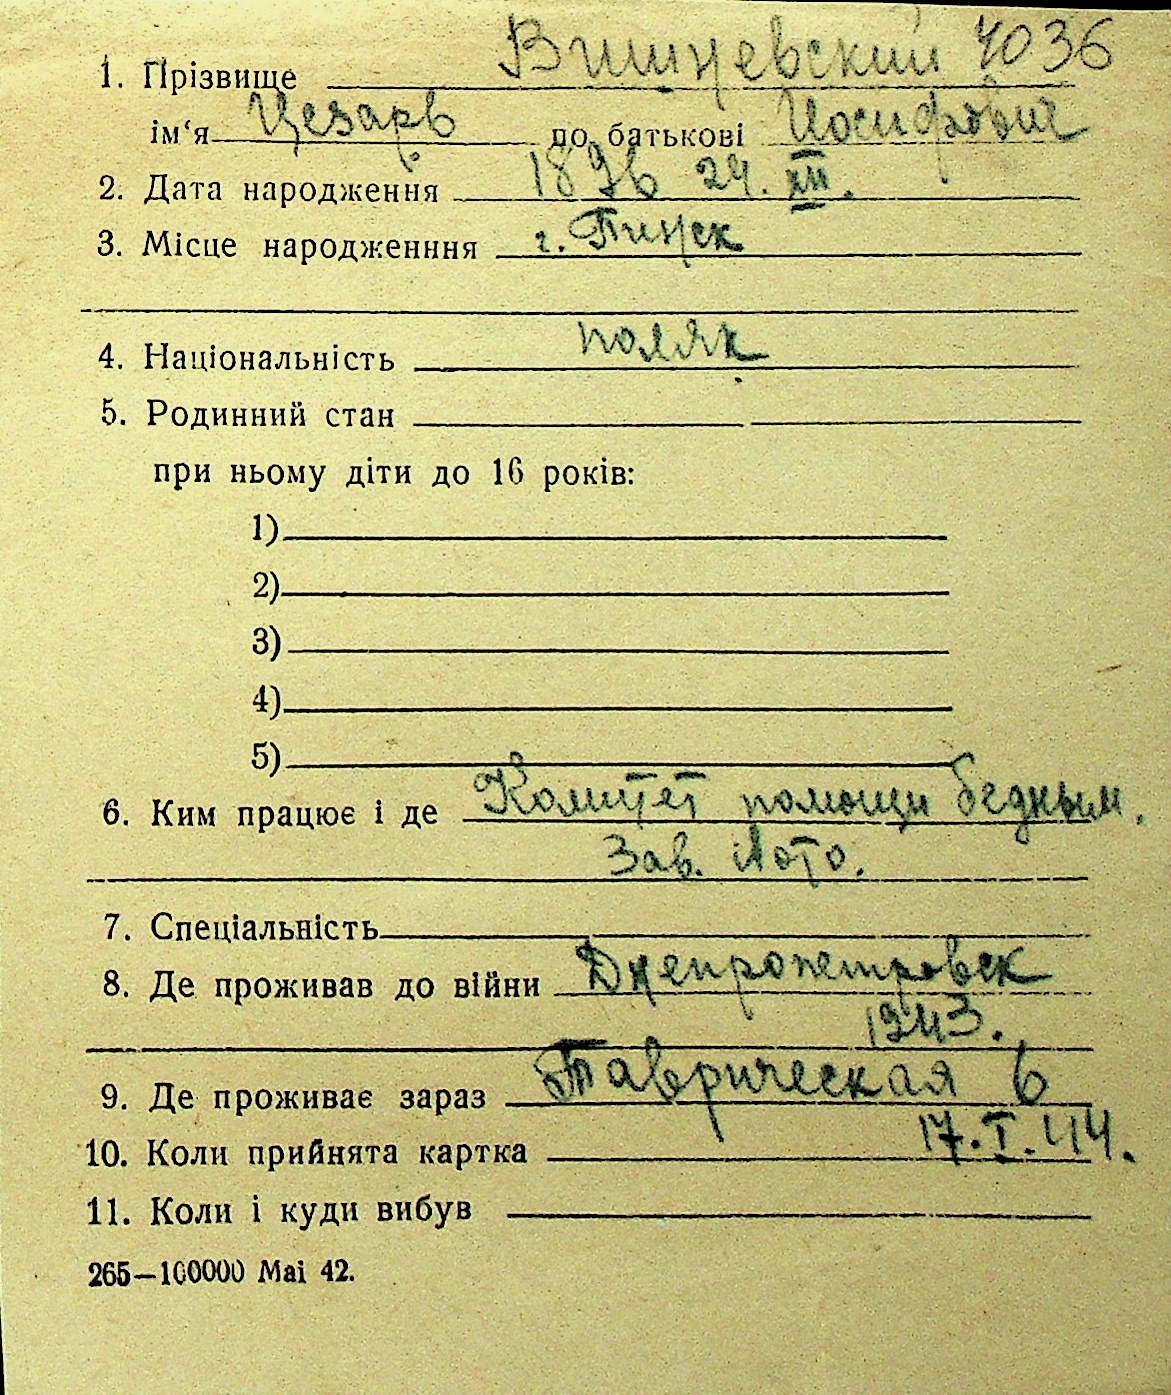 1. Прізвище Вишневский 4036
ім‘я Цезарь по батькові Иосифович
2. Дата народження 1896 24. XII.
3. Місце народженння г. Пинск
4. Національність поляк
5. Родинний стан
при ньому діти до 16 років:
1)
2)
3)
4)
5)
6. Ким працює і де Комитет помощи бедным.
Зав. Лото.
7. Спеціальність
8. Де проживав до війни Днепропетровск
1943.
9. Де проживає зараз Таврическая 6
10. Коли прийнята картка 17. I. 44.
11. Коли і куди вибув
265—100000 Mai 42.